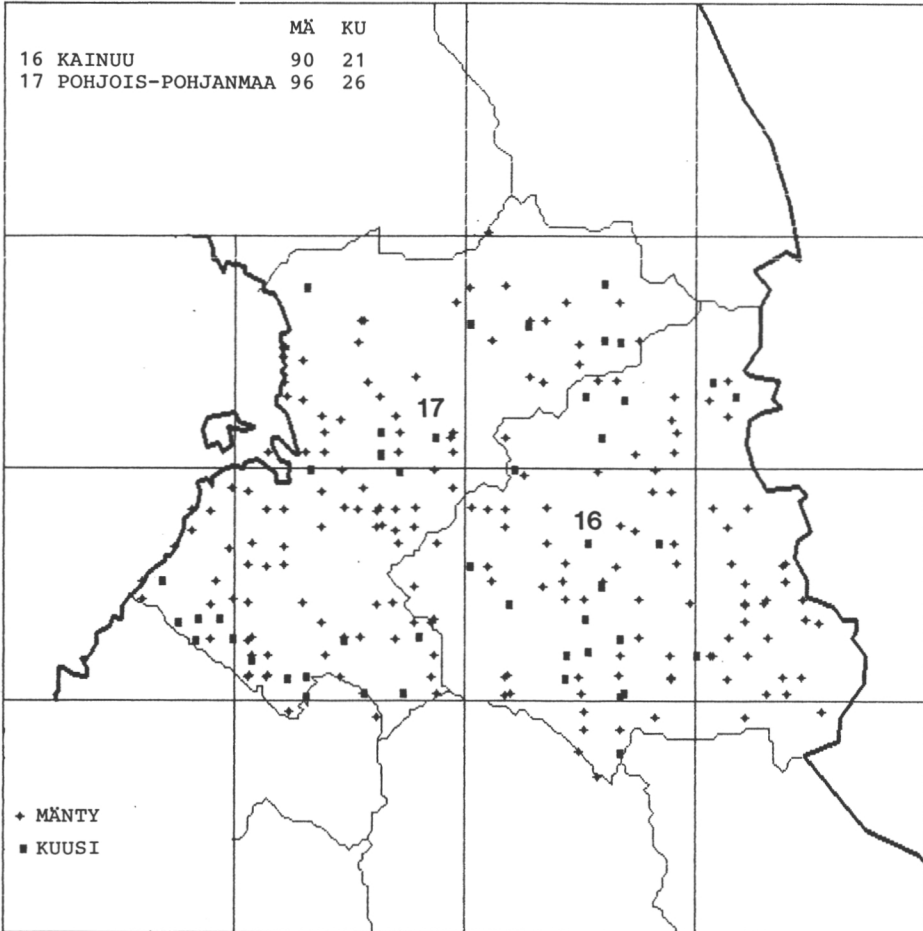 MÄ KU
16 KAINUU 90 21
17 POHJOIS-POHJANMAA 96 26
17
16
+ MÄNTY
■ KUUSI